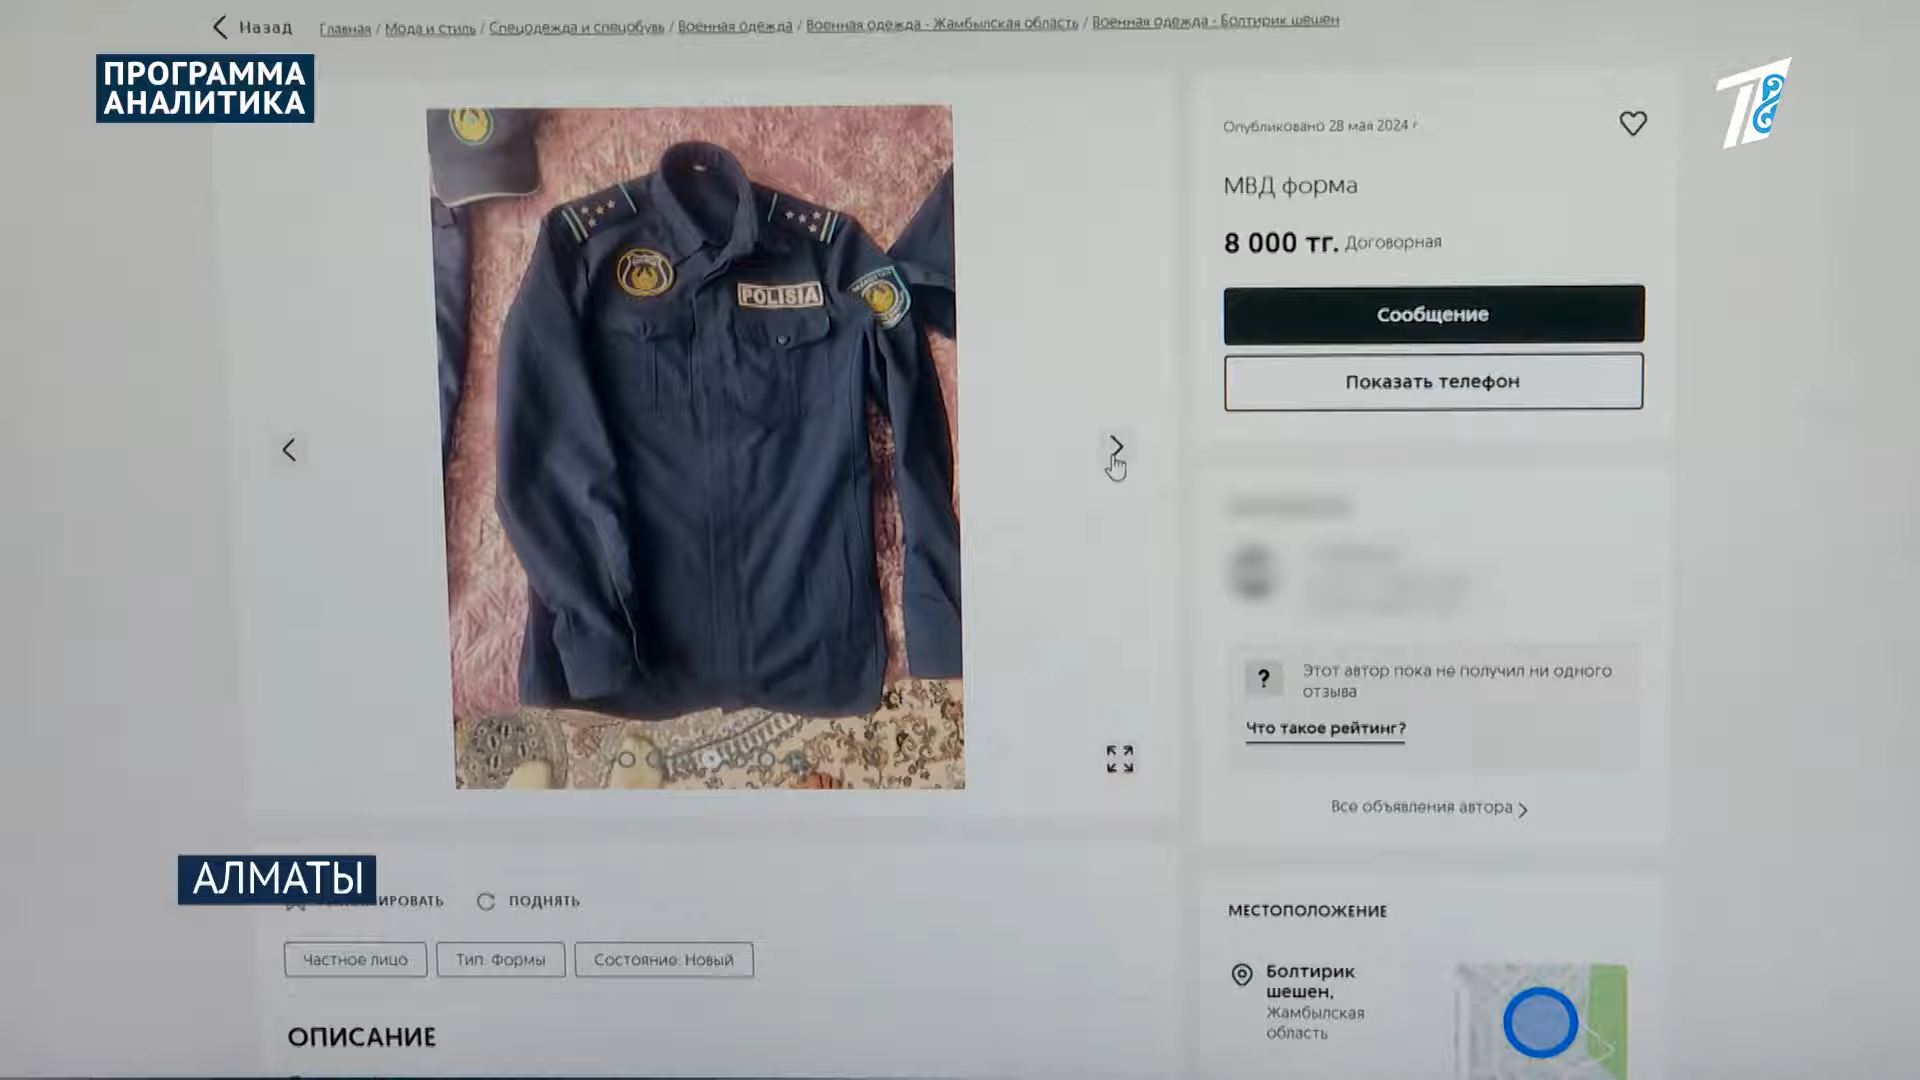 Назад
Главная / Мода и стиль / Спецодежда и спецобувь / Военная одежда / Военная одежда - Жамбылская область / Военная одежда - Болтирик шешен
ПРОГРАММА
АНАЛИТИКА
Опубликовано 28 мая 2024 г
МВД форма
8 000 тг. Договорная
POLISIA
Сообщение
Показать телефон
? Этот автор пока не получил ни одного
отзыва
Что такое рейтинг?
Все объявления автора
АЛМАТЫ
ИРОВАТЬ
ПОДНЯТЬ
МЕСТОПОЛОЖЕНИЕ
Частное лицо
Тип: Формы
Состояние: Новый
Болтирик
шешен,
Жамбылская
область
ОПИСАНИЕ